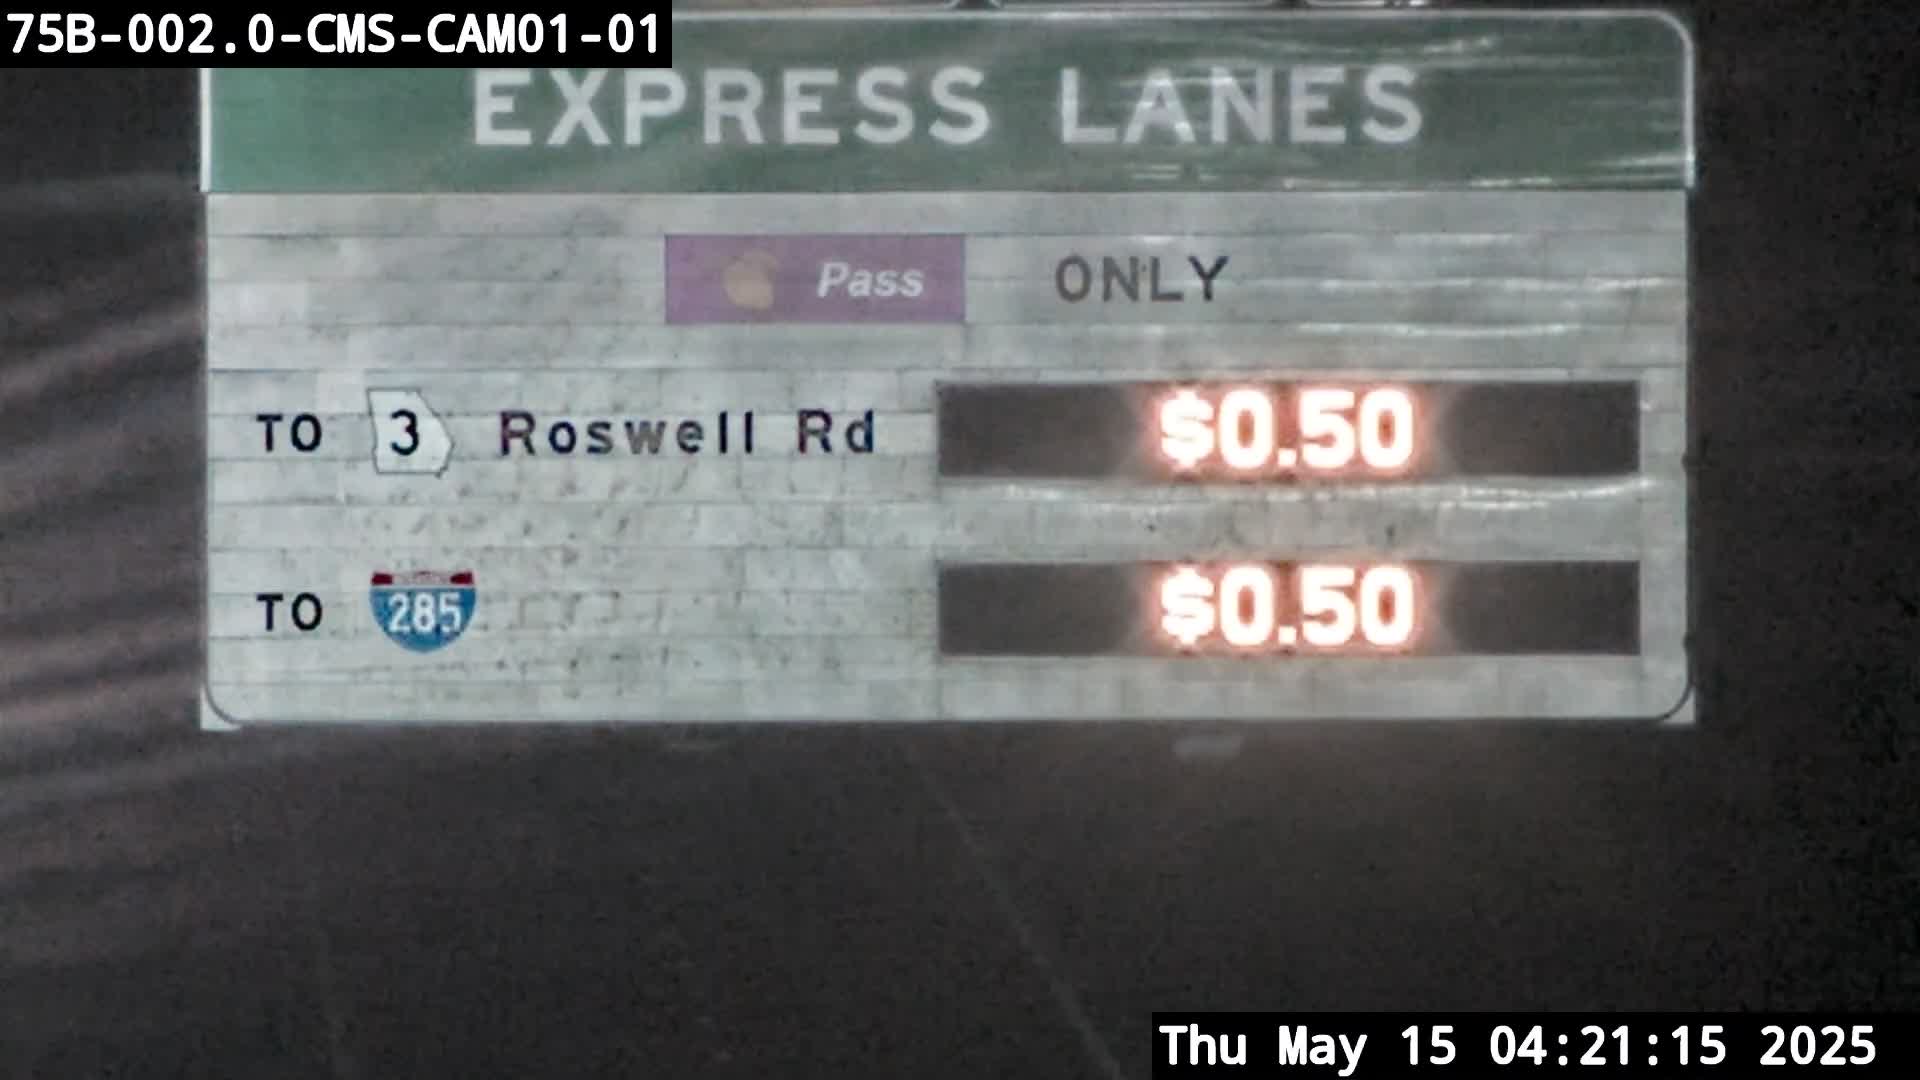 75B-002.0-CMS-CAM01-01
EXPRESS LANES
Pass ONLY
TO 3 Roswell Rd $0.50
TO 285 $0.50
Thu May 15 04:21:15 2025